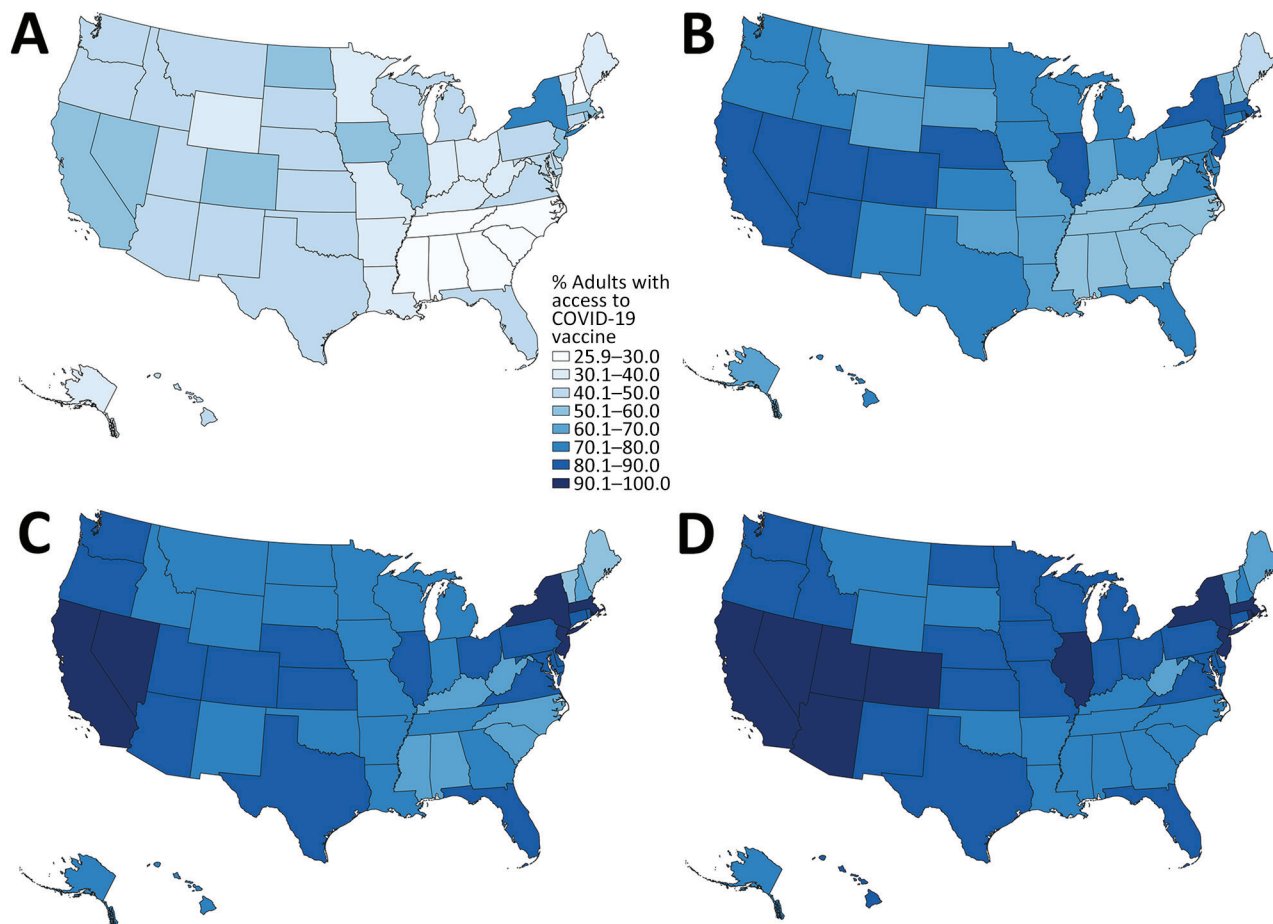 A
B
% Adults with
access to
COVID-19
vaccine
25.9–30.0
30.1–40.0
40.1–50.0
50.1–60.0
60.1–70.0
70.1–80.0
80.1–90.0
90.1–100.0
C
D